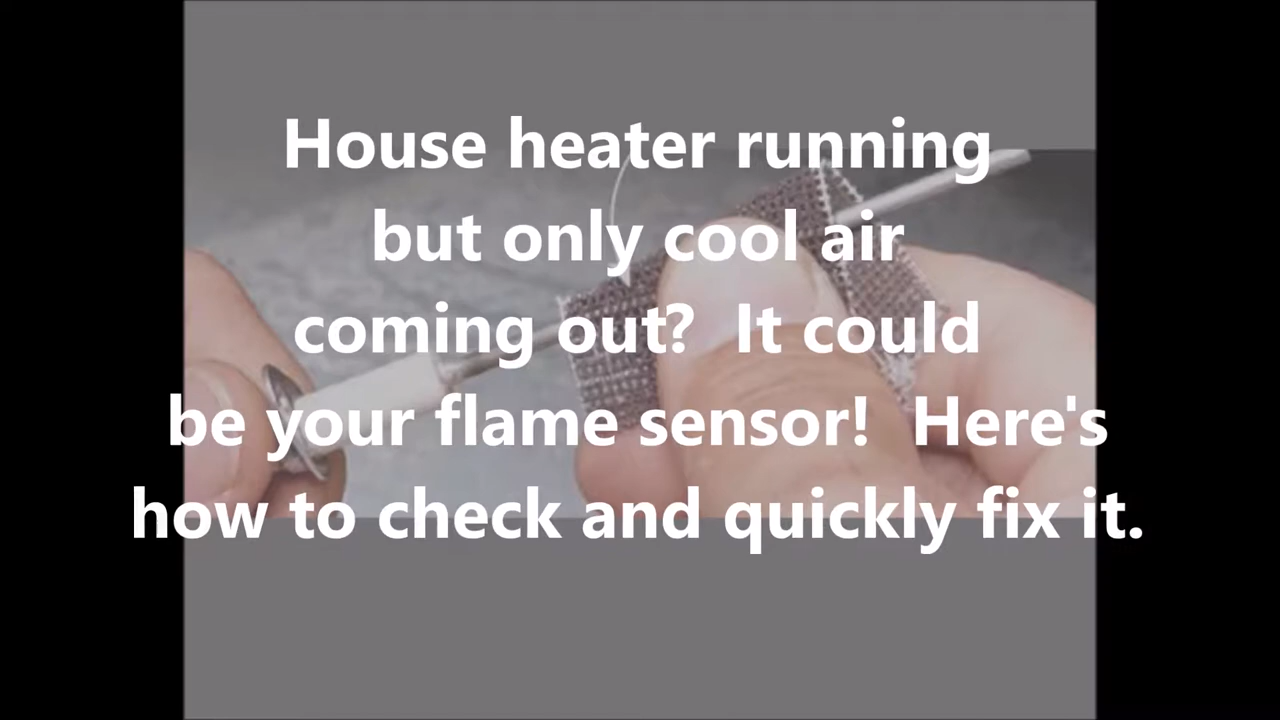 House heater running
but only cool air
coming out?  It could
be your flame sensor!  Here's
how to check and quickly fix it.